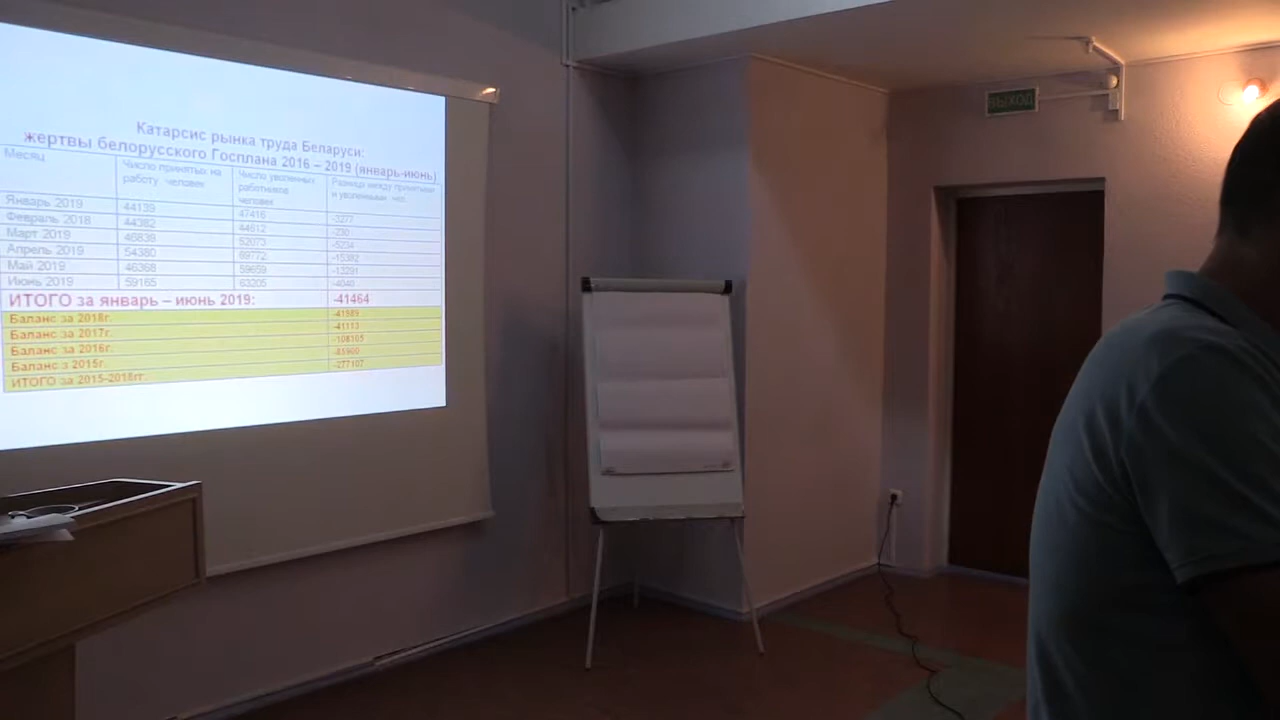 Катарсис рынка труда Беларуси:
жертвы белорусского Госплана 2016 – 2019 (январь-июнь)
Месяц Число принятых на работу человек Число уволенных работников человек Разница между принятыми и уволенными чел.
Январь 2019 44139 47416 -3277
Февраль 2018 44382 44612 -230
Март 2019 46839 52073 -5234
Апрель 2019 54380 69772 -15392
Май 2019 46368 59659 -13291
Июнь 2019 59165 63205 -4040
ИТОГО за январь – июнь 2019: -41464
Баланс за 2018г. -41989
Баланс за 2017г. -41113
Баланс за 2016г. -108105
Баланс з 2015г. -85900
ИТОГО за 2015-2018гг. -277107
ВЫХОД